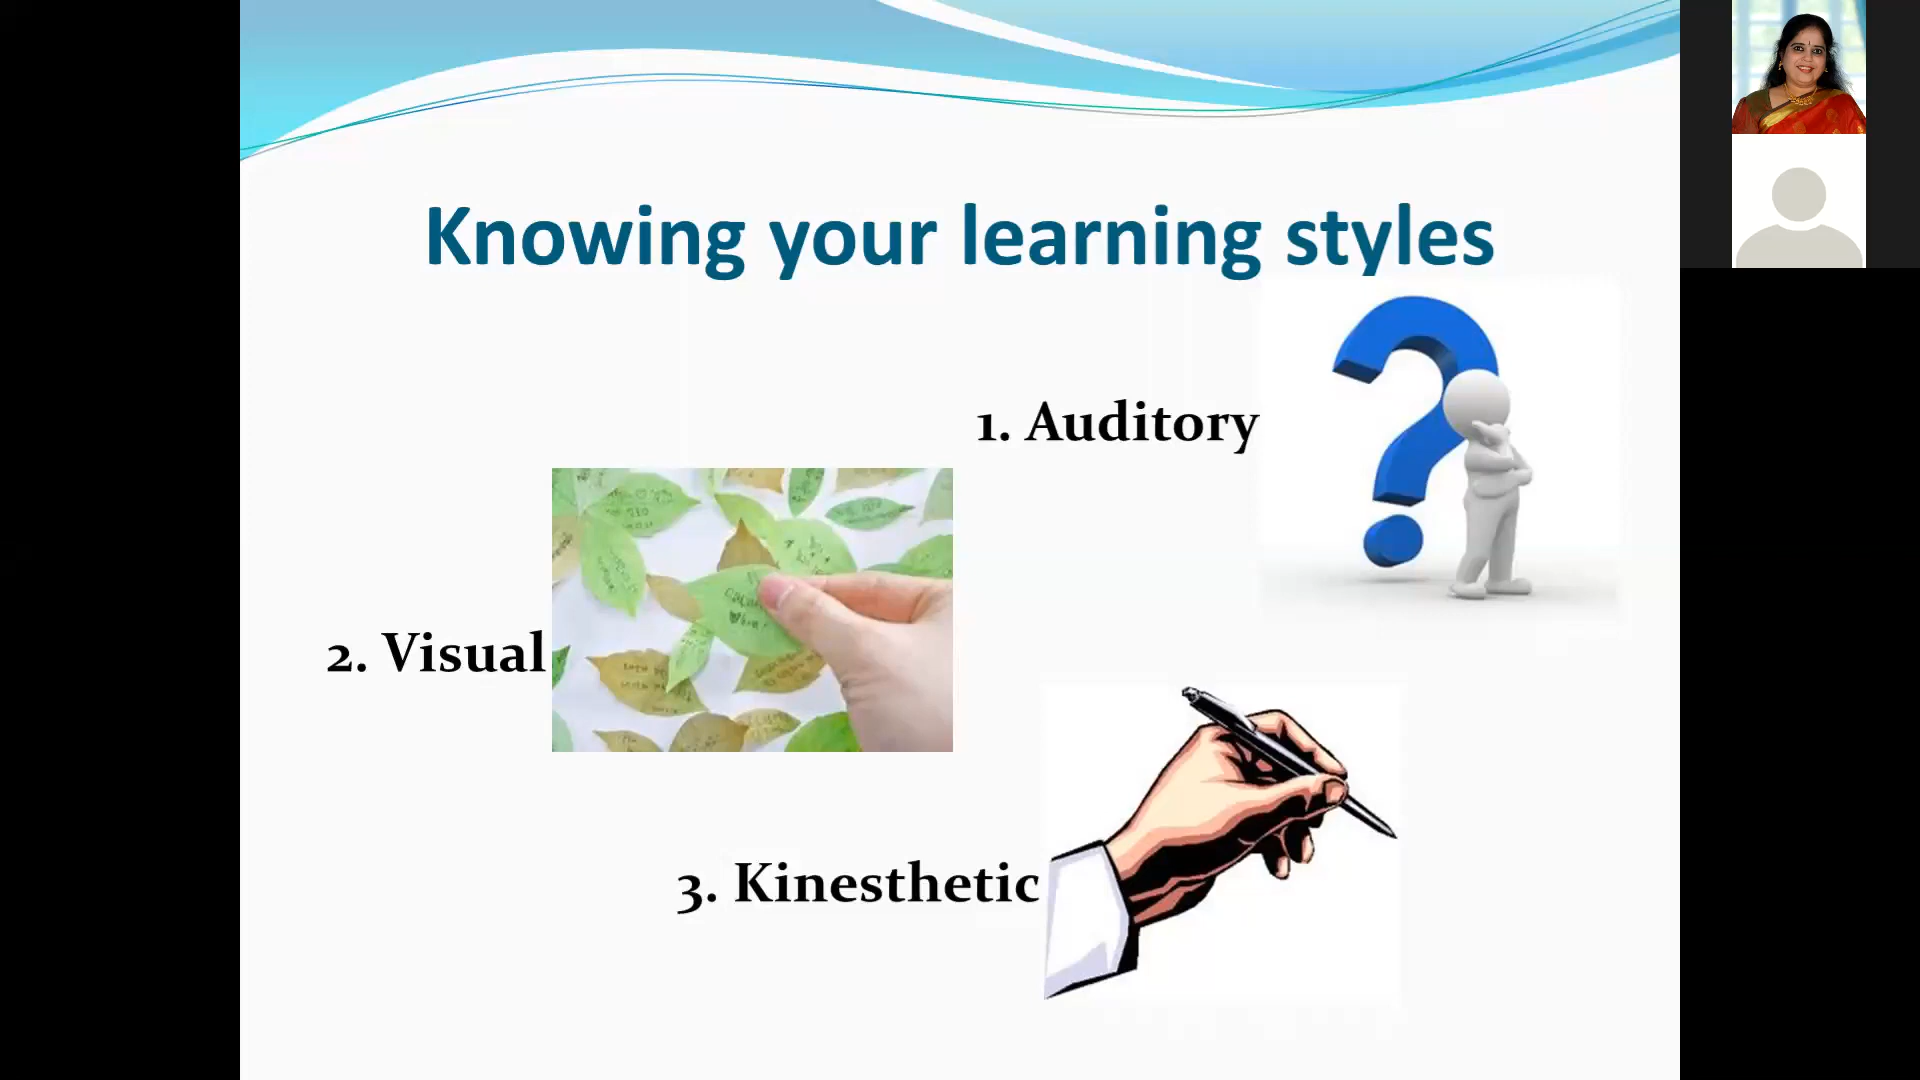 Knowing your learning styles
1. Auditory
2. Visual
3. Kinesthetic